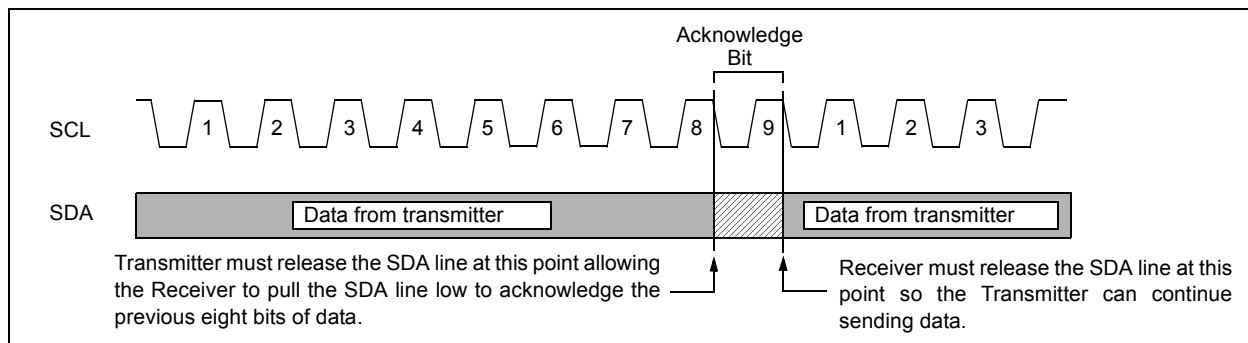 Acknowledge
Bit
SCL 1 2 3 4 5 6 7 8 9 1 2 3
SDA Data from transmitter Data from transmitter
Transmitter must release the SDA line at this point allowing
the Receiver to pull the SDA line low to acknowledge the
previous eight bits of data.
Receiver must release the SDA line at this
point so the Transmitter can continue
sending data.